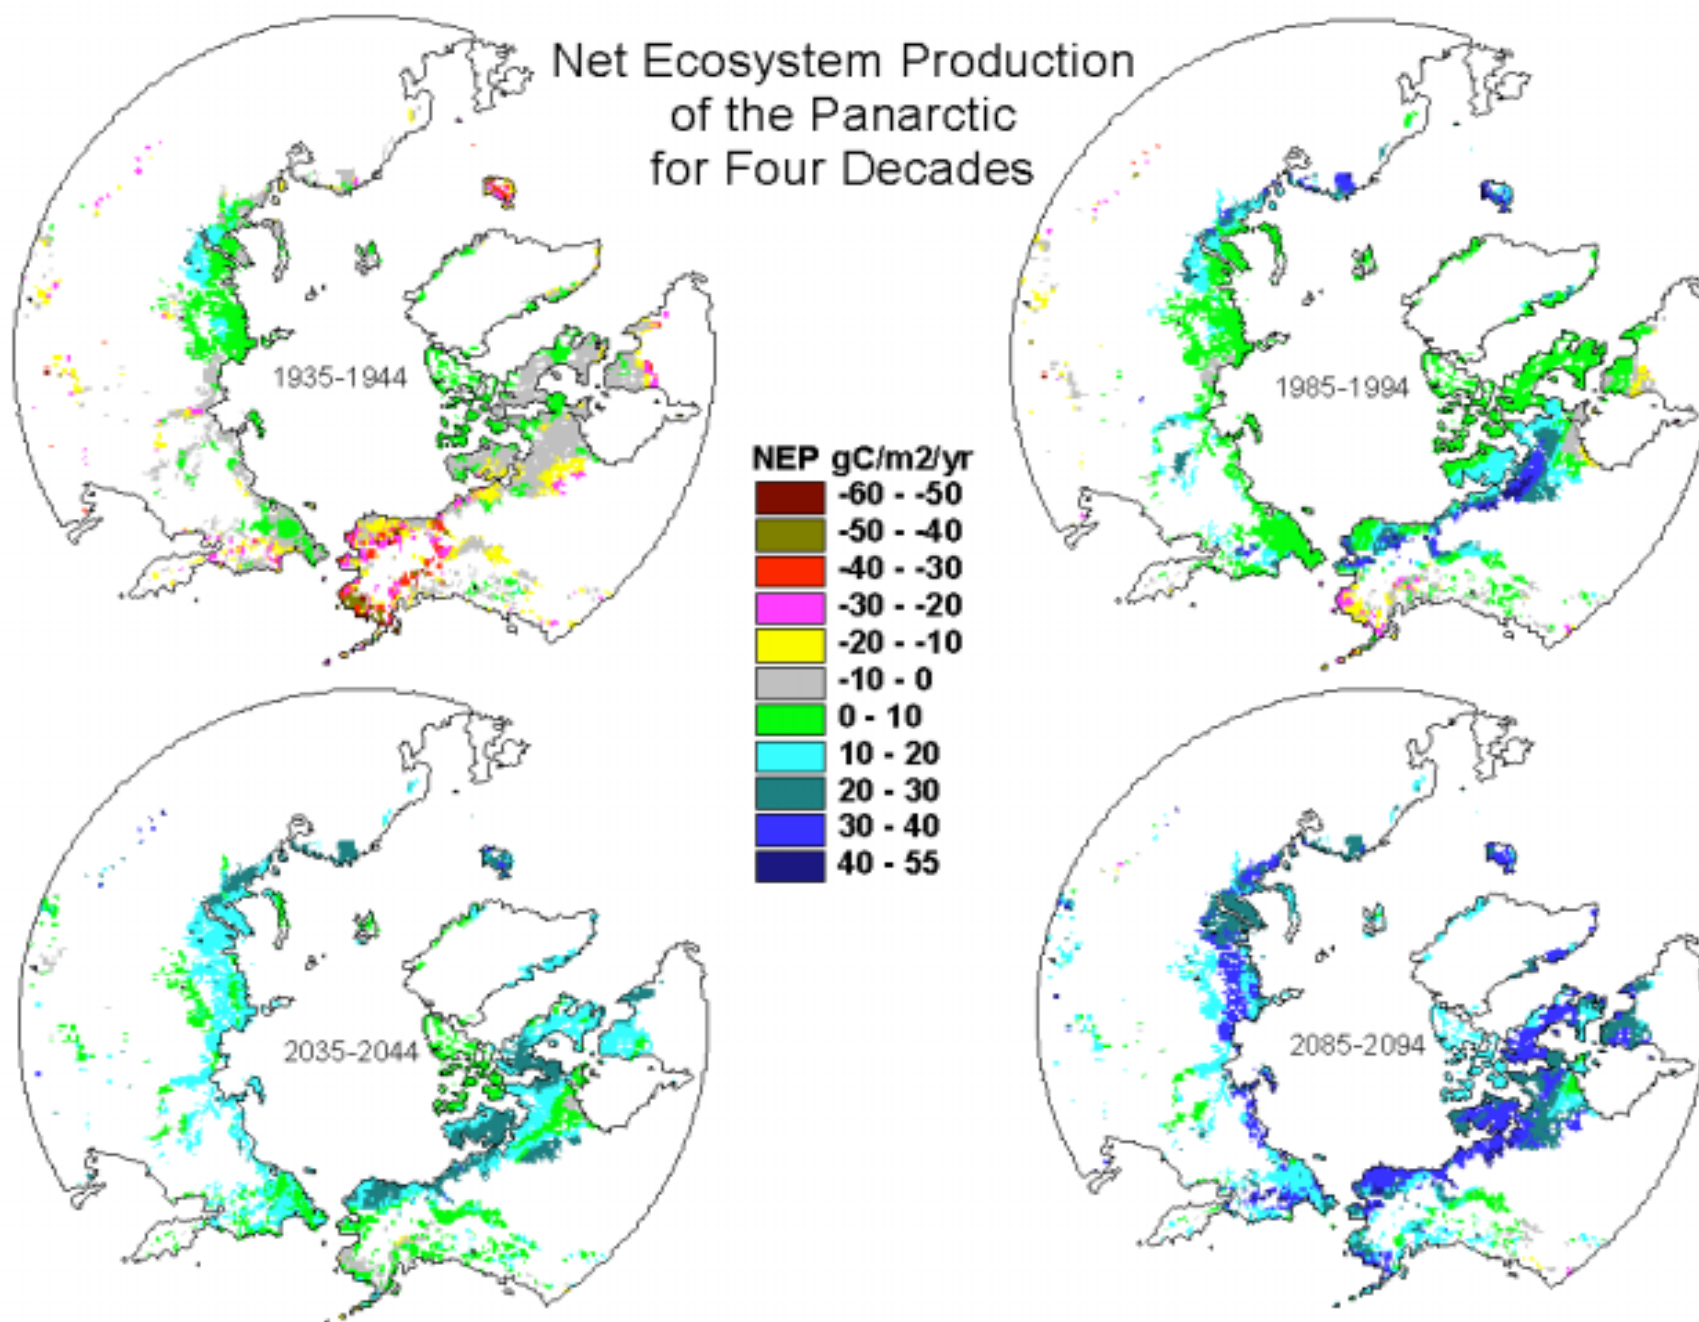 Net Ecosystem Production
of the Panarctic
for Four Decades
1935-1944
1985-1994
NEP gC/m2/yr
-60 - -50
-50 - -40
-40 - -30
-30 - -20
-20 - -10
-10 - 0
0 - 10
10 - 20
20 - 30
30 - 40
40 - 55
2035-2044
2085-2094